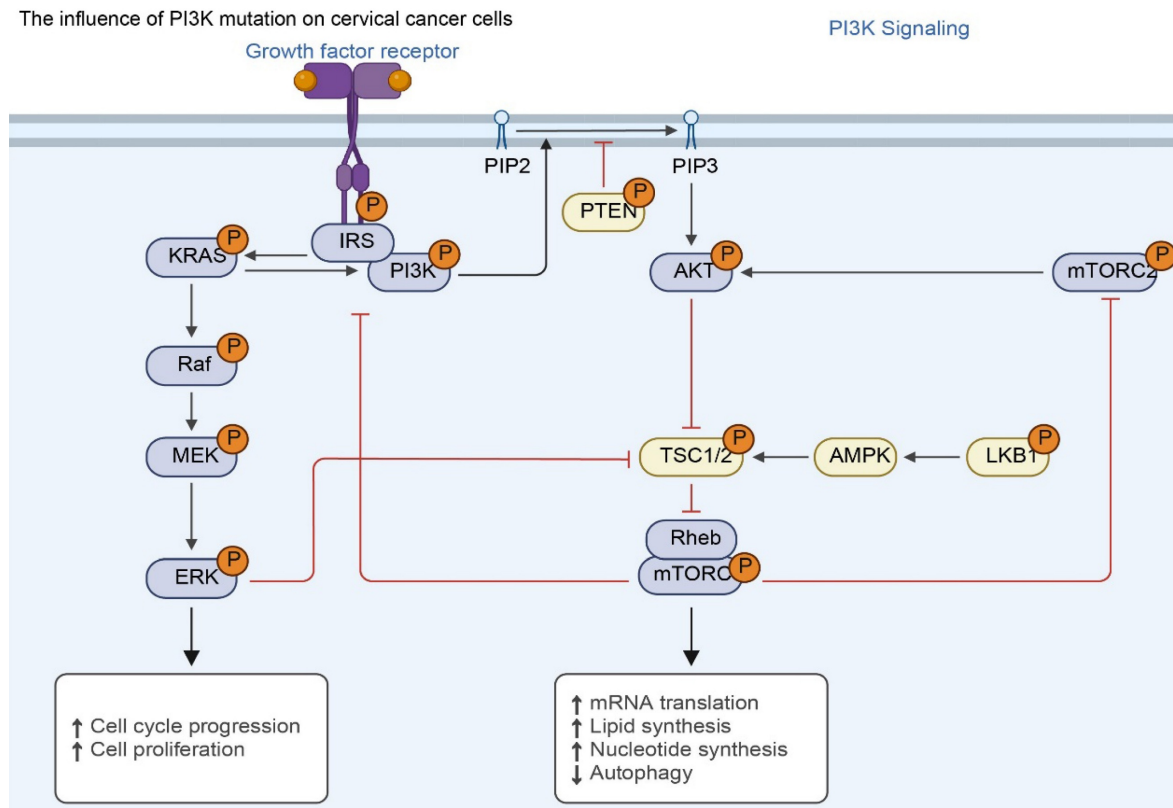 The influence of PI3K mutation on cervical cancer cells
PI3K Signaling
Growth factor receptor
PIP2
PIP3
P
PTEN
P
P
IRS
P
KRAS
P
PI3K
P
AKT
P
mTORC2
P
Raf
P
MEK
P
TSC1/2
AMPK
P
LKB1
Rheb
P
ERK
P
mTORC
↑ Cell cycle progression
↑ Cell proliferation
↑ mRNA translation
↑ Lipid synthesis
↑ Nucleotide synthesis
↓ Autophagy